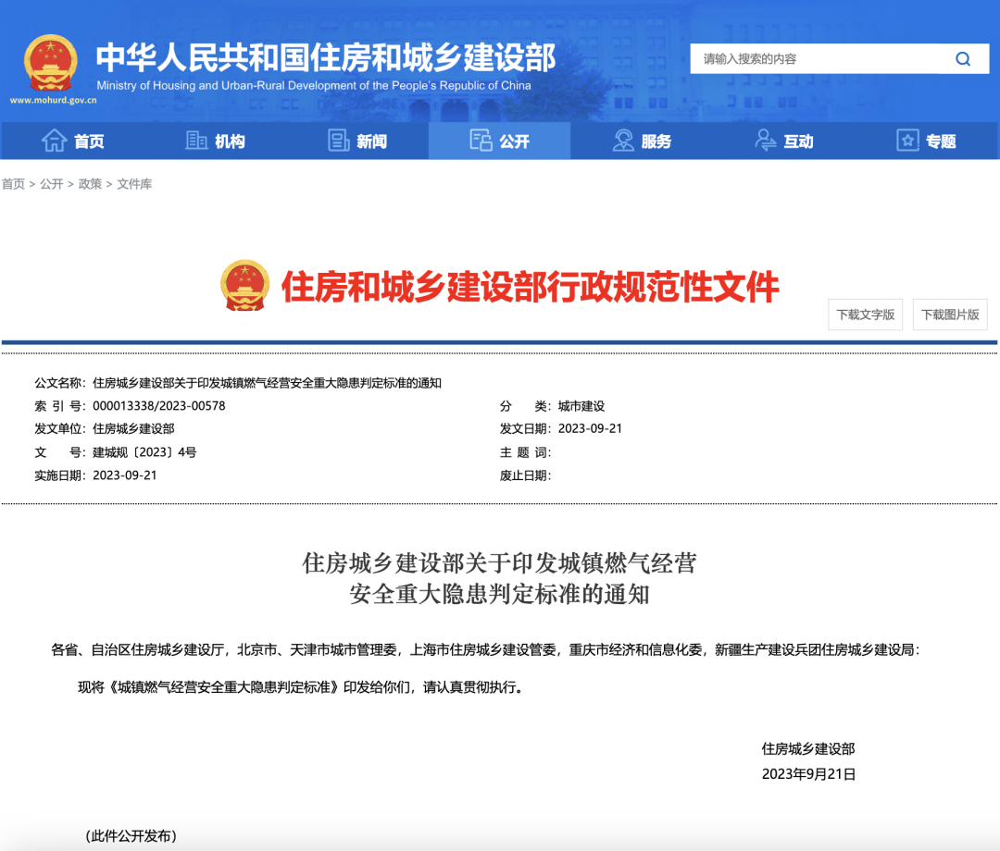 中华人民共和国住房和城乡建设部
Ministry of Housing and Urban-Rural Development of the People's Republic of China
www.mohurd.gov.cn
请输入搜索的内容
首页 机构 新闻 公开 服务 互动 专题
首页 > 公开 > 政策 > 文件库
住房和城乡建设部行政规范性文件
下载文字版 下载图片版
公文名称：住房城乡建设部关于印发城镇燃气经营安全重大隐患判定标准的通知
索 引 号：000013338/2023-00578 分 类：城市建设
发文单位：住房城乡建设部 发文日期：2023-09-21
文 号：建城规〔2023〕4号 主 题 词：
实施日期：2023-09-21 废止日期：
住房城乡建设部关于印发城镇燃气经营
安全重大隐患判定标准的通知
各省、自治区住房城乡建设厅，北京市、天津市城市管理委，上海市住房城乡建设管委，重庆市经济和信息化委，新疆生产建设兵团住房城乡建设局：
现将《城镇燃气经营安全重大隐患判定标准》印发给你们，请认真贯彻执行。
住房城乡建设部
2023年9月21日
（此件公开发布）